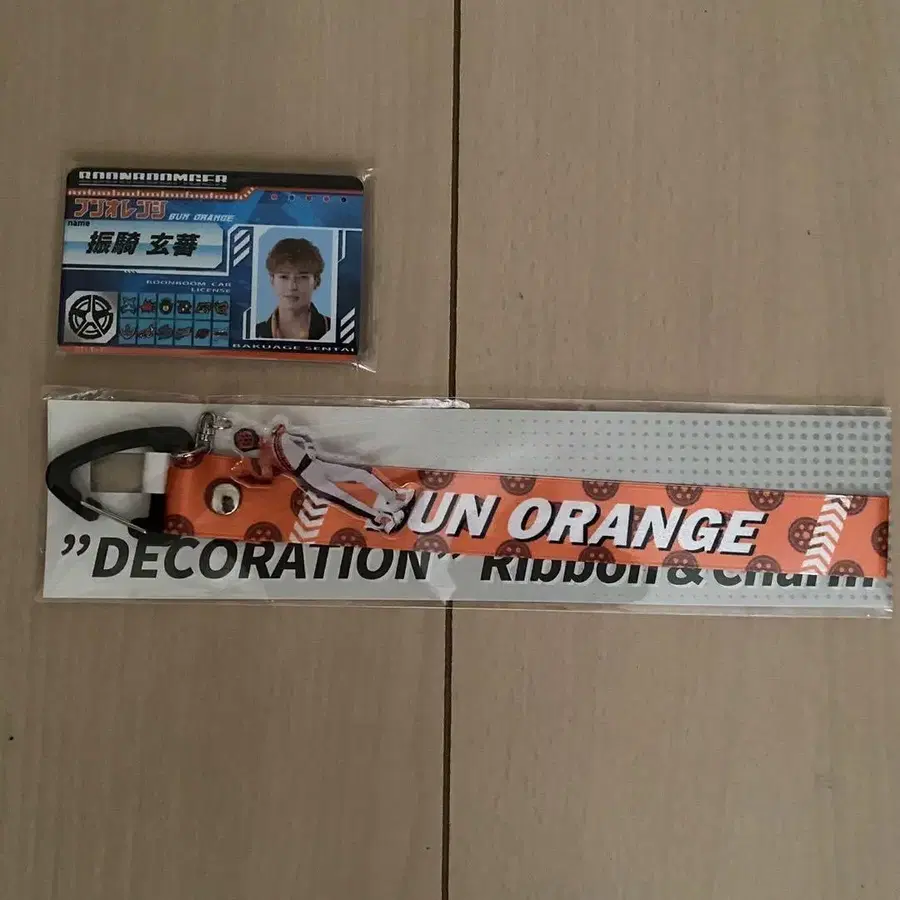 BOONBOOMGER
ブンオレンジ BUN ORANGE
name
振騎 玄蕃
BOONBOOM CAR
LICENSE
BAKUAGE SENTAI
BUN ORANGE
”DECORATION” Ribbon & Charm